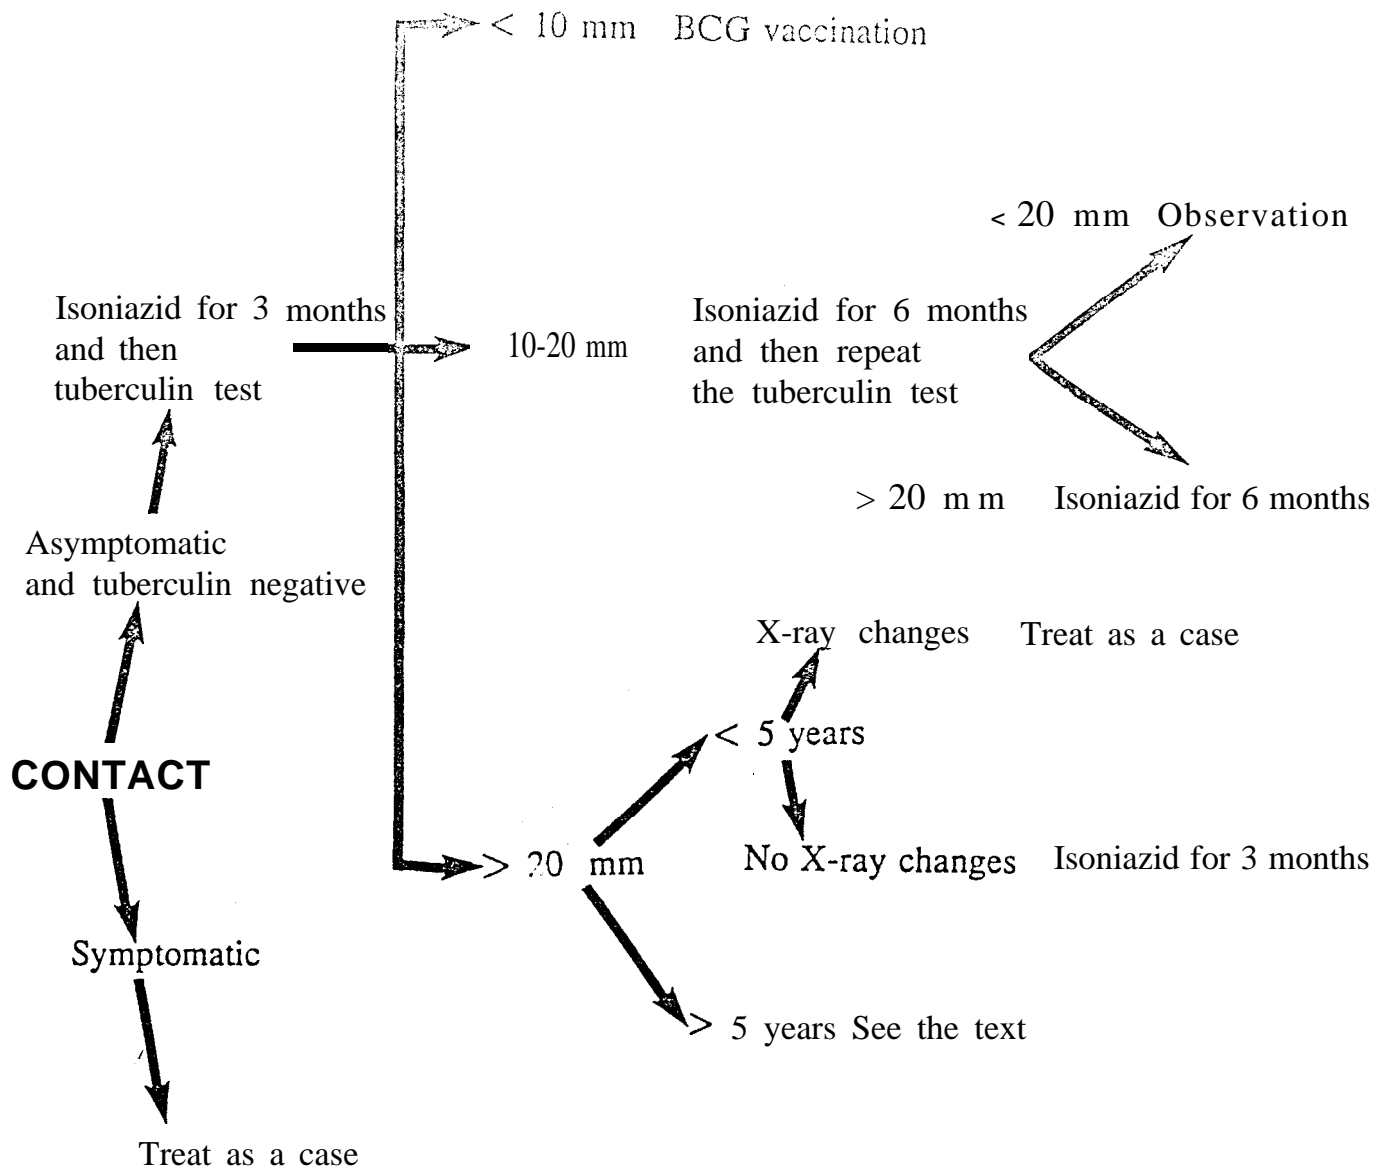 < 10 mm BCG vaccination
< 20 mm Observation
Isoniazid for 3 months
and then
tuberculin test
10-20 mm
Isoniazid for 6 months
and then repeat
the tuberculin test
> 20 mm Isoniazid for 6 months
Asymptomatic
and tuberculin negative
X-ray changes Treat as a case
< 5 years
CONTACT
> 20 mm
No X-ray changes Isoniazid for 3 months
Symptomatic
> 5 years See the text
Treat as a case